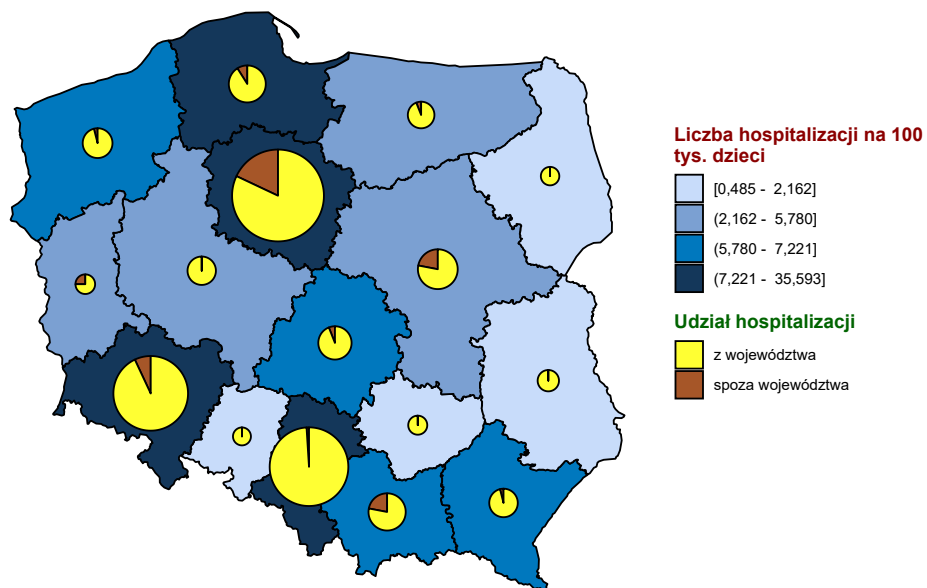 Liczba hospitalizacji na 100
tys. dzieci
[0,485 - 2,162]
(2,162 - 5,780]
(5,780 - 7,221]
(7,221 - 35,593]
Udział hospitalizacji
z województwa
spoza województwa